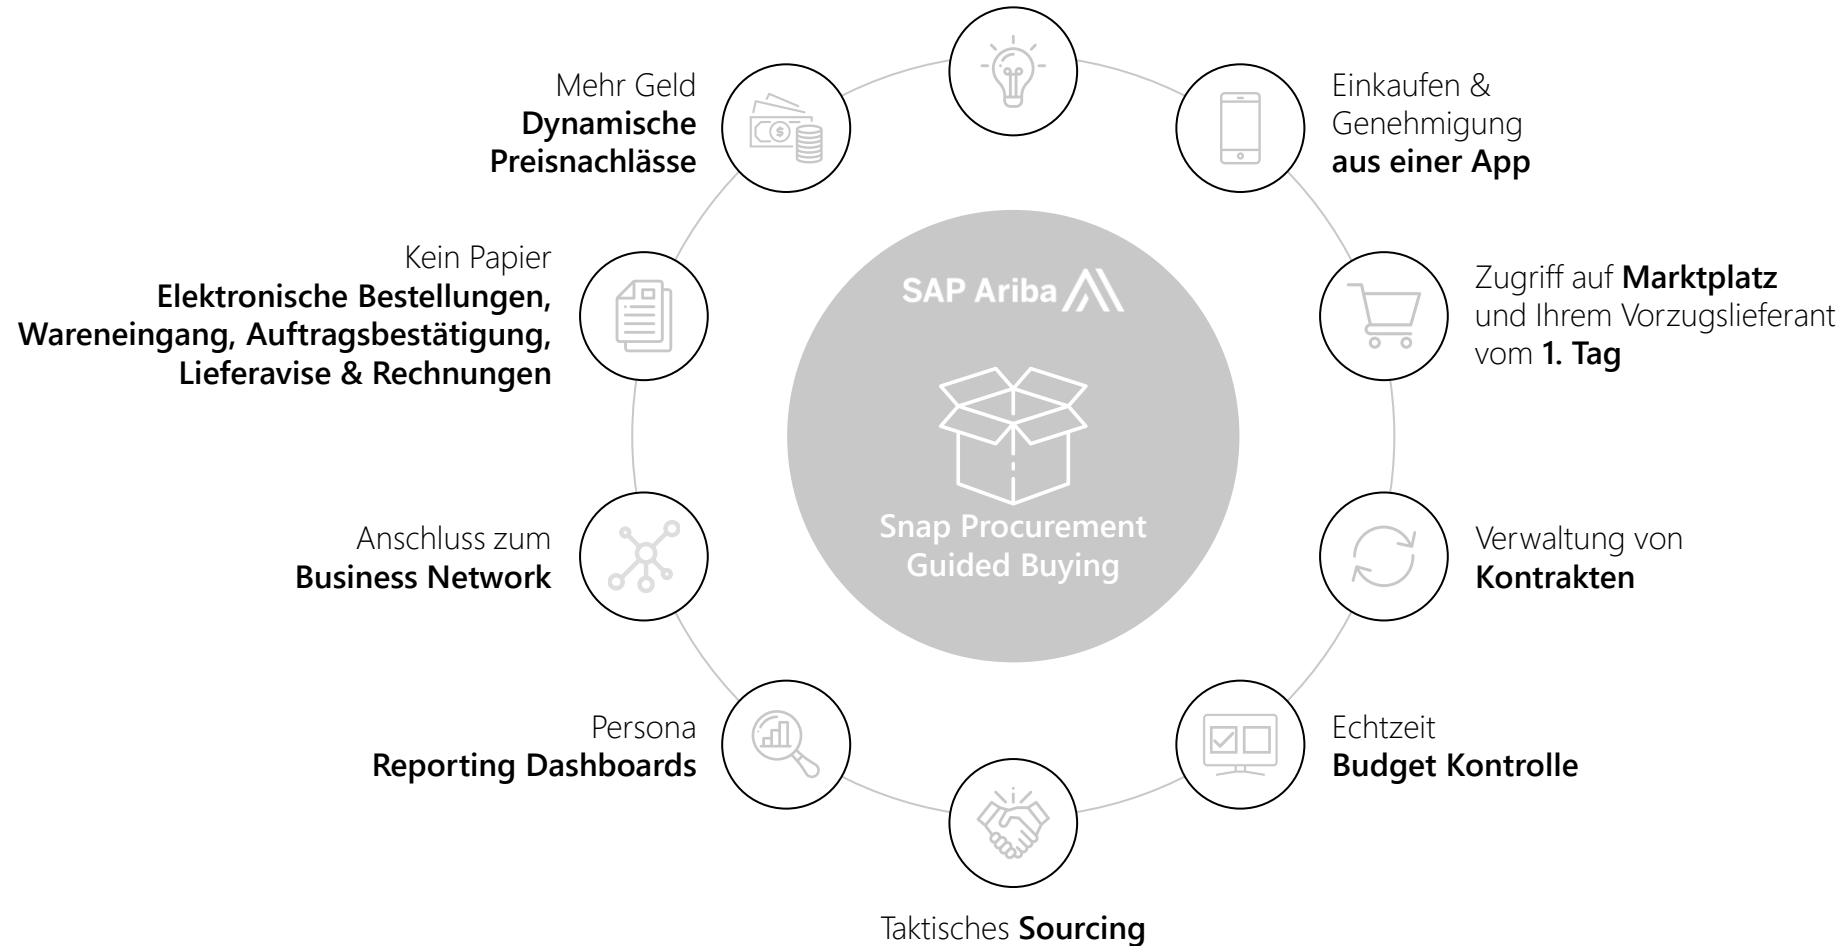 Mehr Geld
Dynamische
Preisnachlässe
Einkaufen &
Genehmigung
aus einer App
Kein Papier
Elektronische Bestellungen,
Wareneingang, Auftragsbestätigung,
Lieferavise & Rechnungen
SAP Ariba
Zugriff auf Marktplatz
und Ihrem Vorzugslieferant
vom 1. Tag
Snap Procurement
Guided Buying
Anschluss zum
Business Network
Verwaltung von
Kontrakten
Persona
Reporting Dashboards
Echtzeit
Budget Kontrolle
Taktisches Sourcing